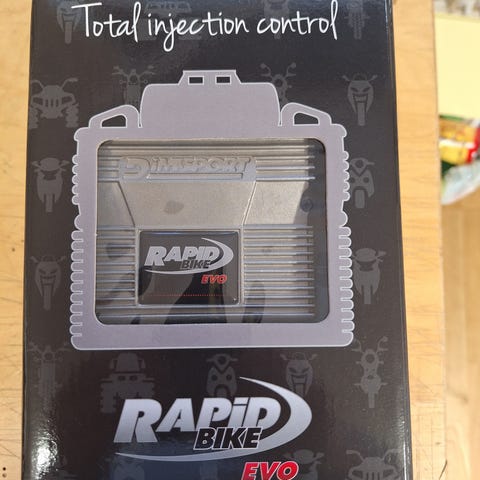 Total injection control
DIMSPORT
RAPiD
BIKE
EVO
RAPiD
BIKE
EVO